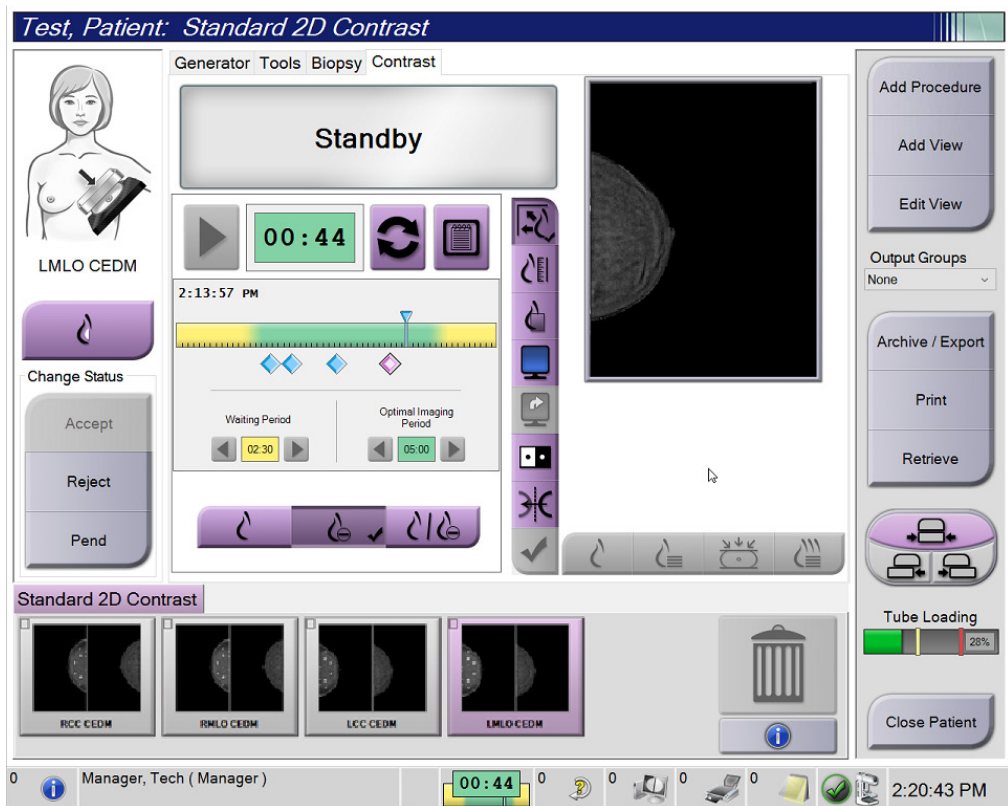 Test, Patient:  Standard 2D Contrast
Generator Tools Biopsy Contrast
LMLO CEDM
Change Status
Accept
Reject
Pend
Standby
00:44
2:13:57 PM
Waiting Period
02:30
Optimal Imaging
Period
05:00
Add Procedure
Add View
Edit View
Output Groups
None
Archive / Export
Print
Retrieve
Tube Loading
28%
Close Patient
Standard 2D Contrast
RCC CEDM
RMLO CEDM
LCC CEDM
LMLO CEDM
0 Manager, Tech ( Manager ) 00:44 0 0 0 0 2:20:43 PM